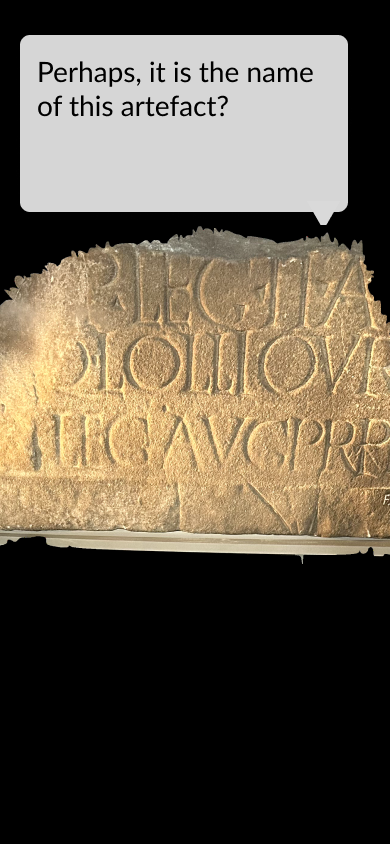 Perhaps, it is the name
of this artefact?
LEG II A
Q LOLLIO VR
LEG AVG PR PR
F